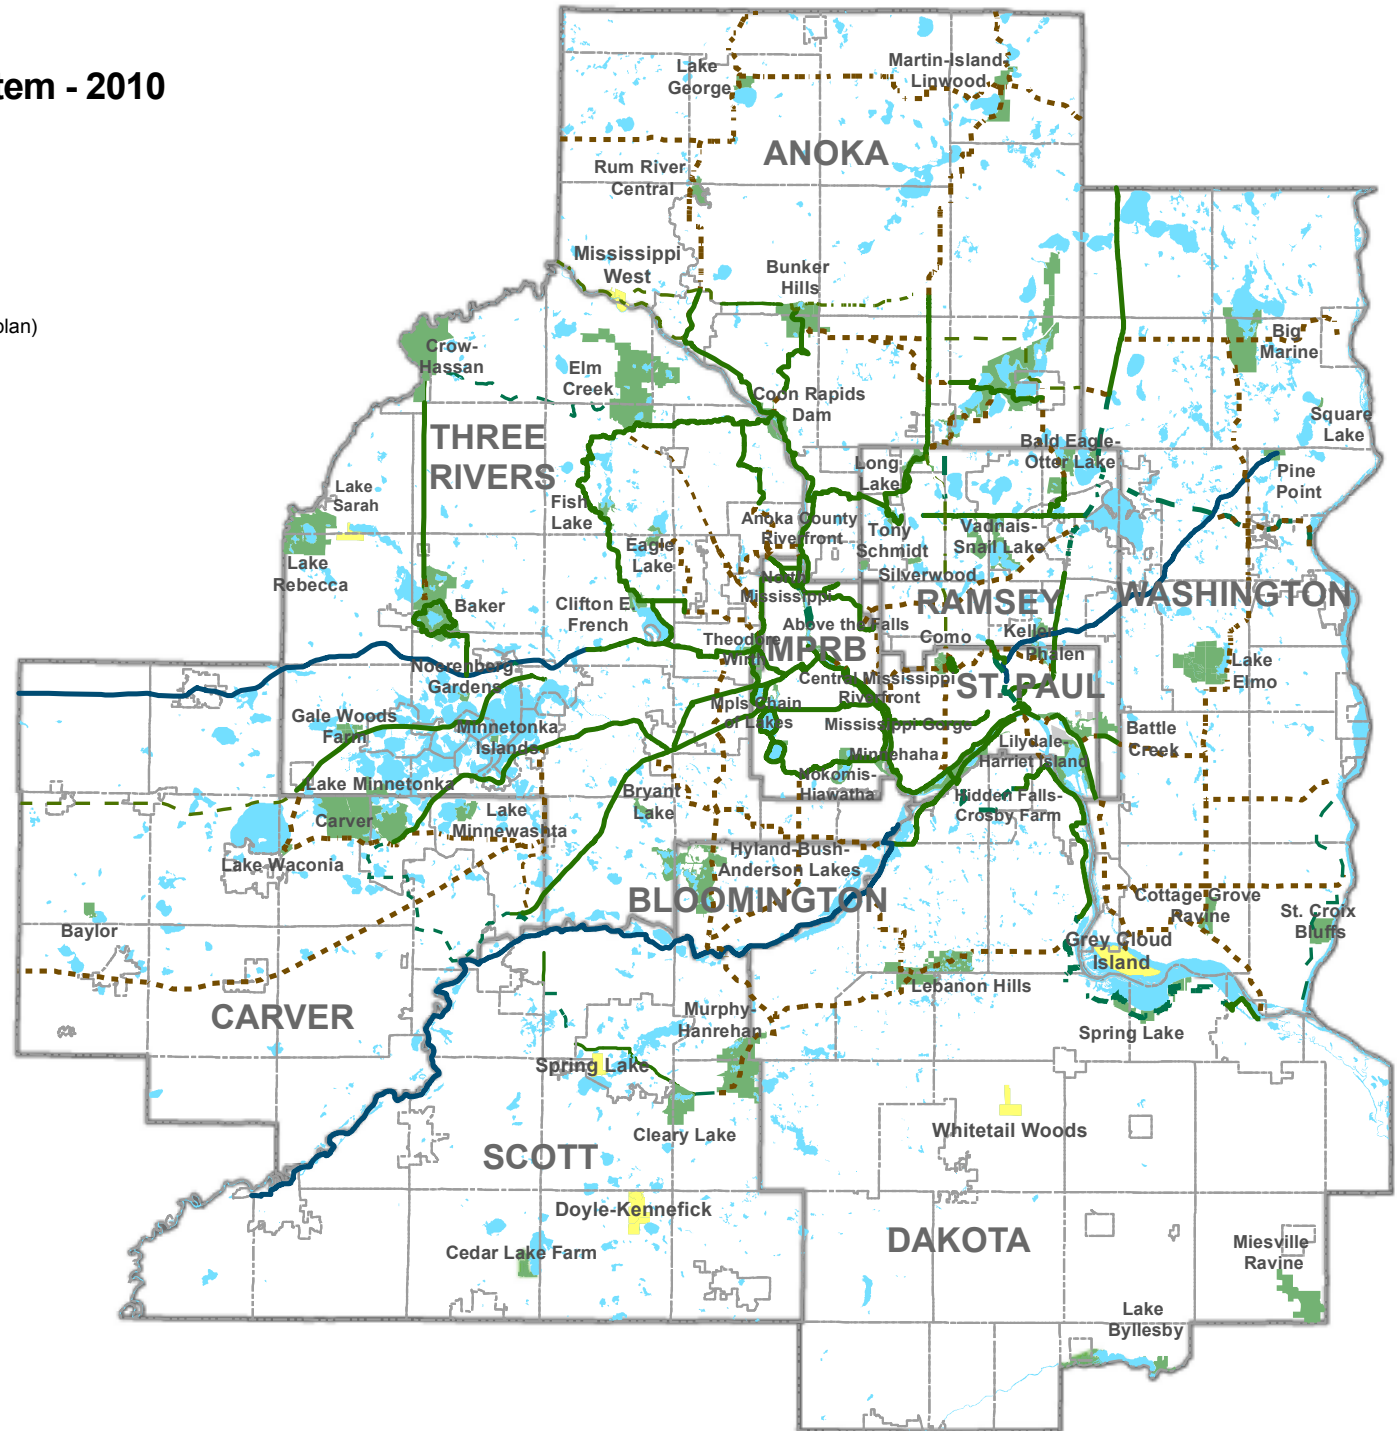 tem - 2010
plan)
Lake
George
Martin-Island-
Linwood
ANOKA
Rum River
Central
Mississippi
West
Bunker
Hills
Crow-
Hassan
Elm
Creek
Big
Marine
Coon Rapids
Dam
Square
Lake
THREE
RIVERS
Bald Eagle-
Otter Lake
Long
Lake
Pine
Point
Lake
Sarah
Fish
Lake
Anoka County
Riverfront
Tony
Schmidt
Vadnais-
Snail Lake
Eagle
Lake
Lake
Rebecca
Silverwood
North
Mississippi
RAMSEY
WASHINGTON
Baker
Clifton E.
French
Above the Falls
Theodore
Wirth
MPRB
Como
Keller
Phalen
Noerenberg
Gardens
Central Mississippi
Riverfront
ST. PAUL
Lake
Elmo
Gale Woods
Farm
Minnetonka
Islands
Mpls Chain
of Lakes
Mississippi Gorge
Battle
Creek
Lilydale-
Harriet Island
Minnehaha
Lake Minnetonka
Nokomis-
Hiawatha
Bryant
Lake
Hidden Falls-
Crosby Farm
Carver
Lake
Minnewashta
Lake Waconia
Hyland-Bush-
Anderson Lakes
BLOOMINGTON
Cottage Grove
Ravine
St. Croix
Bluffs
Baylor
Grey Cloud
Island
Lebanon Hills
CARVER
Murphy-
Hanrehan
Spring Lake
Spring Lake
Cleary Lake
Whitetail Woods
SCOTT
Doyle-Kennefick
DAKOTA
Cedar Lake Farm
Miesville
Ravine
Lake
Byllesby